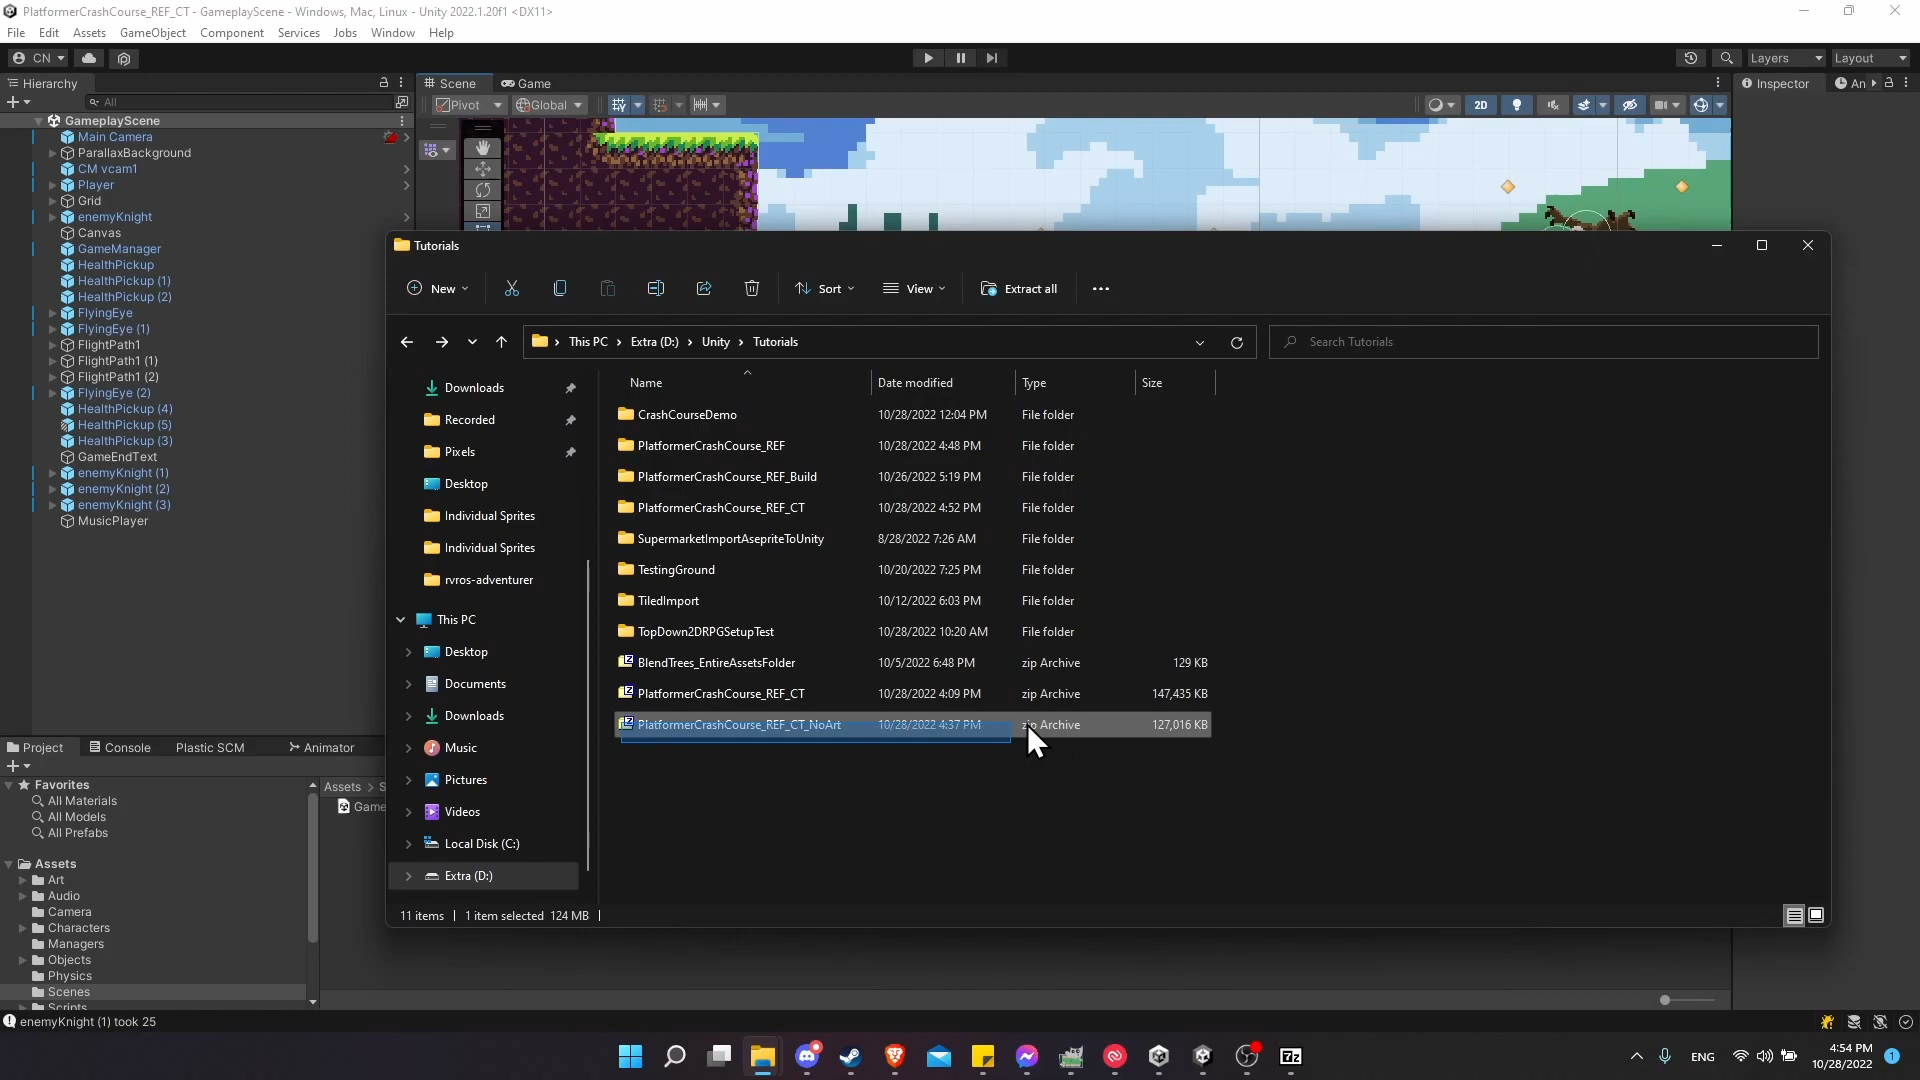 PlatformerCrashCourse_REF_CT - GameplayScene - Windows, Mac, Linux - Unity 2022.1.20f1 <DX11>
File Edit Assets GameObject Component Services Jobs Window Help
CN Layers Layout
Hierarchy
Scene Game
Inspector An
All
Pivot Global 2D
GameplayScene
Main Camera
ParallaxBackground
CM vcam1
Player
Grid
enemyKnight
Canvas
GameManager
HealthPickup
HealthPickup (1)
HealthPickup (2)
FlyingEye
FlyingEye (1)
FlightPath1
FlightPath1 (1)
FlightPath1 (2)
FlyingEye (2)
HealthPickup (4)
HealthPickup (5)
HealthPickup (3)
GameEndText
enemyKnight (1)
enemyKnight (2)
enemyKnight (3)
MusicPlayer
Project Console Plastic SCM Animator
Favorites
All Materials
All Models
All Prefabs
Assets
Art
Audio
Camera
Characters
Managers
Objects
Physics
Scenes
Scripts
Assets > S
Game
Tutorials
New Sort View Extract all
This PC > Extra (D:) > Unity > Tutorials
Search Tutorials
Downloads
Recorded
Pixels
Desktop
Individual Sprites
Individual Sprites
rvros-adventurer
This PC
Desktop
Documents
Downloads
Music
Pictures
Videos
Local Disk (C:)
Extra (D:)
Name Date modified Type Size
CrashCourseDemo 10/28/2022 12:04 PM File folder
PlatformerCrashCourse_REF 10/28/2022 4:48 PM File folder
PlatformerCrashCourse_REF_Build 10/26/2022 5:19 PM File folder
PlatformerCrashCourse_REF_CT 10/28/2022 4:52 PM File folder
SupermarketImportAsepriteToUnity 8/28/2022 7:26 AM File folder
TestingGround 10/20/2022 7:25 PM File folder
TiledImport 10/12/2022 6:03 PM File folder
TopDown2DRPGSetupTest 10/28/2022 10:20 AM File folder
BlendTrees_EntireAssetsFolder 10/5/2022 6:48 PM zip Archive 129 KB
PlatformerCrashCourse_REF_CT 10/28/2022 4:09 PM zip Archive 147,435 KB
PlatformerCrashCourse_REF_CT_NoArt 10/28/2022 4:37 PM zip Archive 127,016 KB
11 items 1 item selected 124 MB
enemyKnight (1) took 25
7z
ENG
4:54 PM
10/28/2022
1